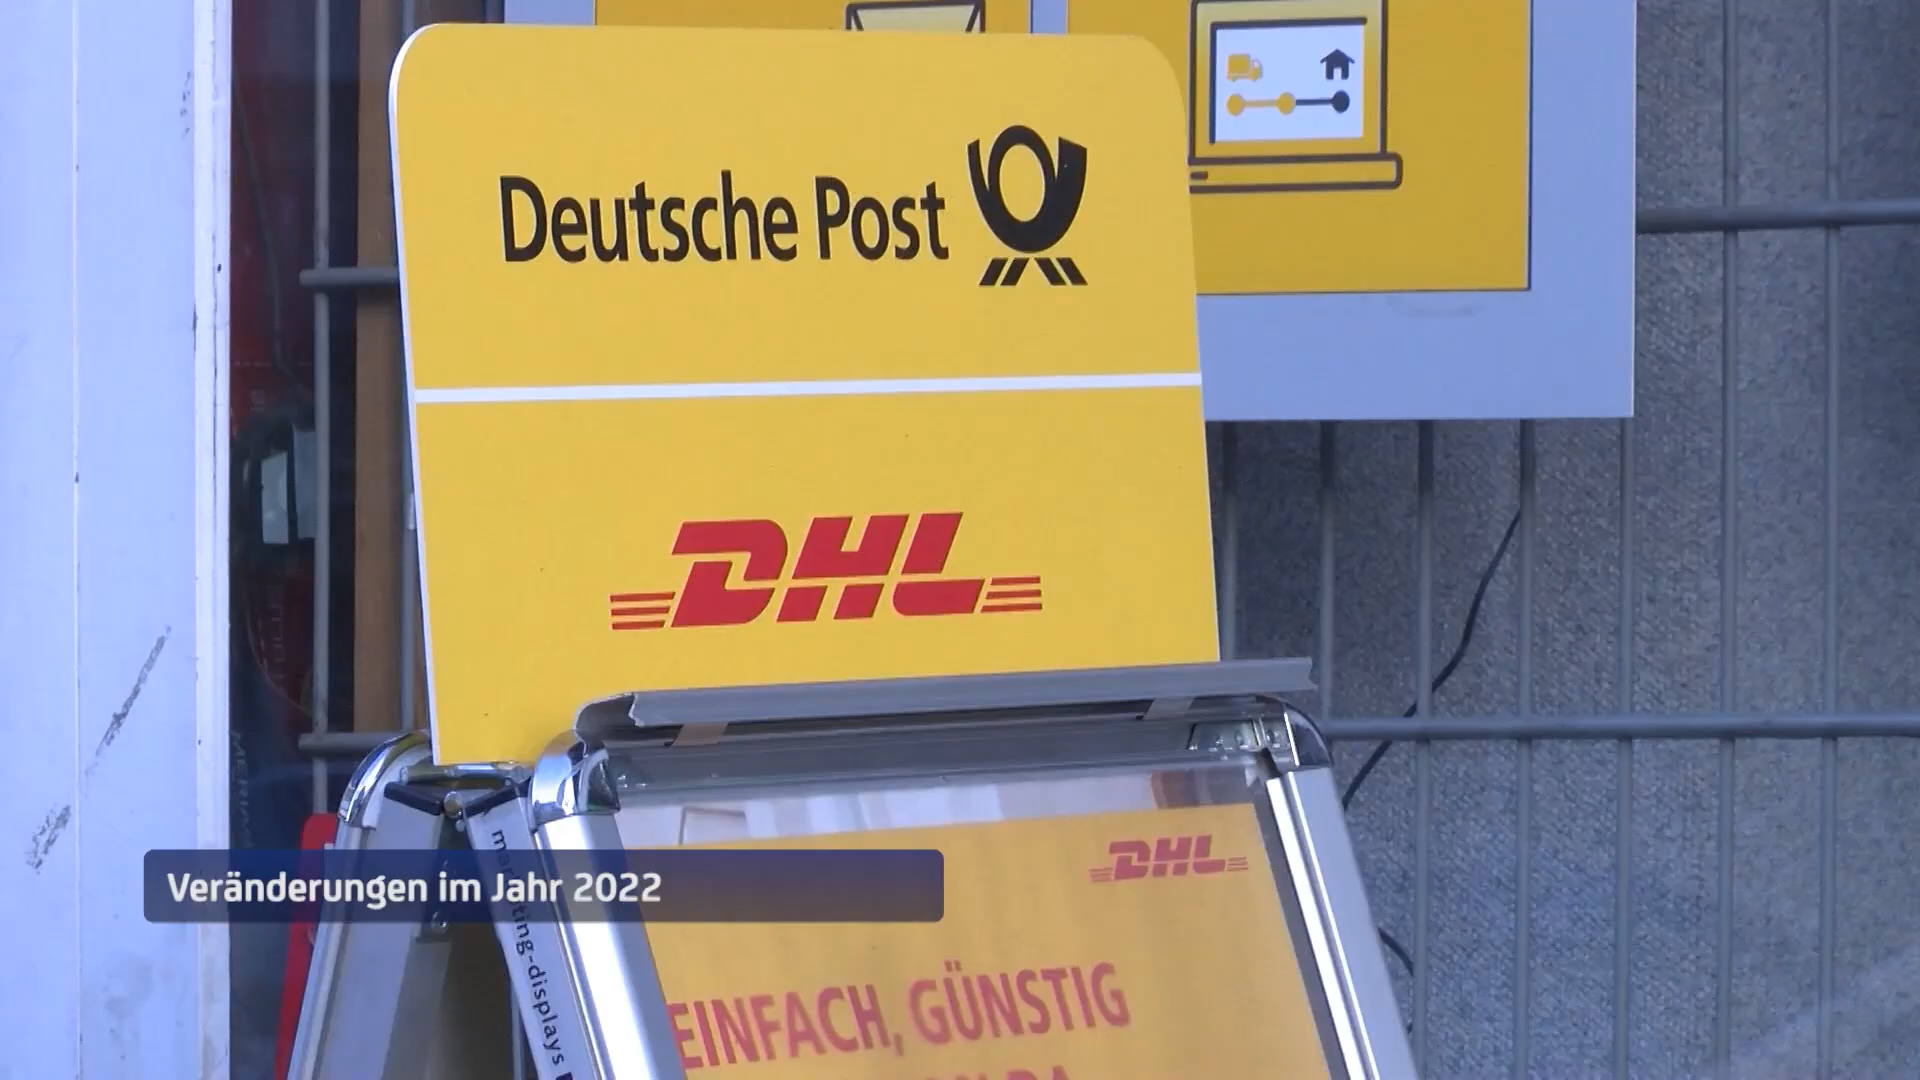 Deutsche Post
DHL
DHL
Veränderungen im Jahr 2022
EINFACH, GÜNSTIG